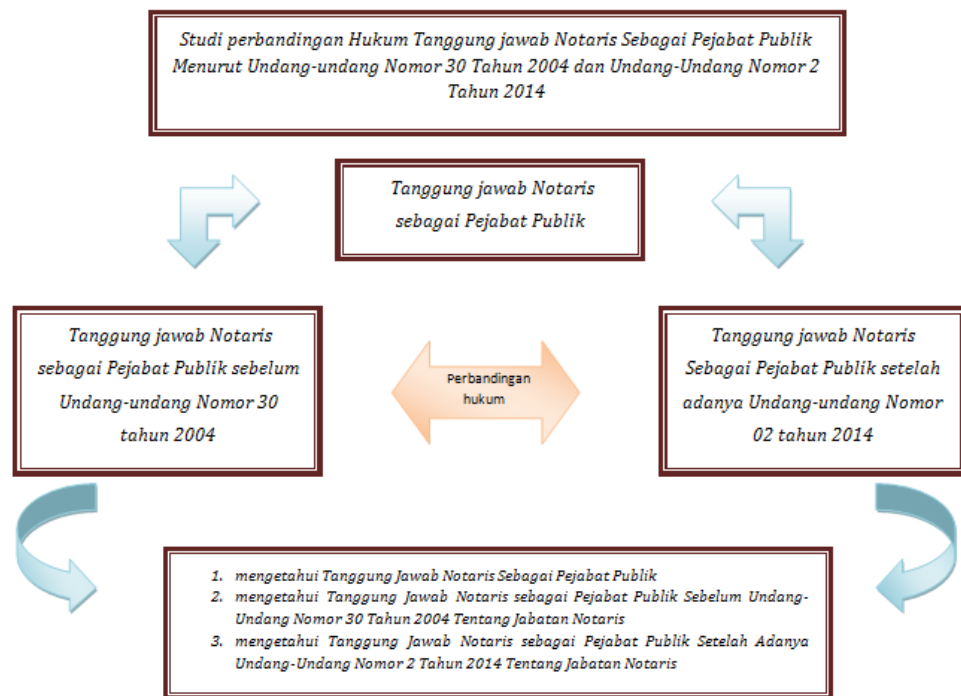 Studi perbandingan Hukum Tanggung jawab Notaris Sebagai Pejabat Publik
Menurut Undang-undang Nomor 30 Tahun 2004 dan Undang-Undang Nomor 2
Tahun 2014
Tanggung jawab Notaris
sebagai Pejabat Publik
Tanggung jawab Notaris
sebagai Pejabat Publik sebelum
Undang-undang Nomor 30
tahun 2004
Perbandingan
hukum
Tanggung jawab Notaris
Sebagai Pejabat Publik setelah
adanya Undang-undang Nomor
02 tahun 2014
1. mengetahui Tanggung Jawab Notaris Sebagai Pejabat Publik
2. mengetahui Tanggung Jawab Notaris sebagai Pejabat Publik Sebelum Undang-
Undang Nomor 30 Tahun 2004 Tentang Jabatan Notaris
3. mengetahui Tanggung Jawab Notaris sebagai Pejabat Publik Setelah Adanya
Undang-Undang Nomor 2 Tahun 2014 Tentang Jabatan Notaris